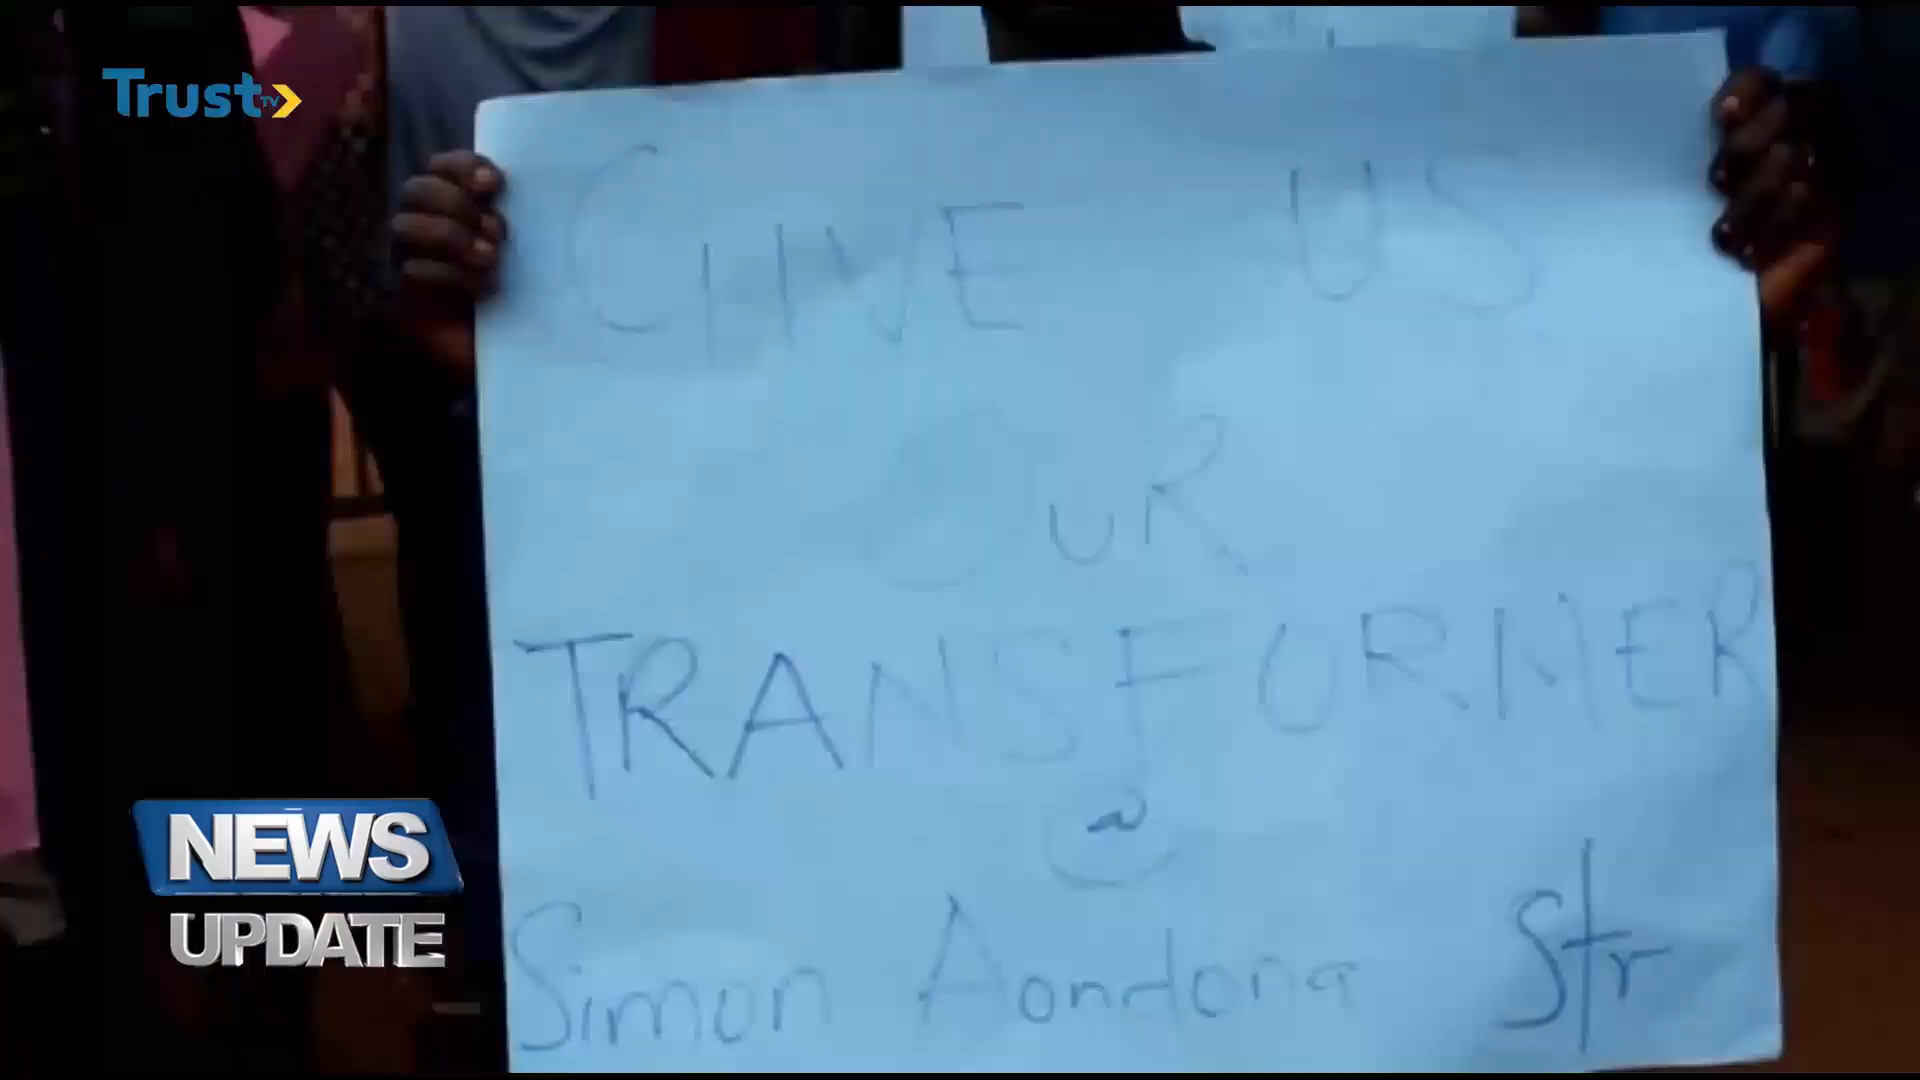 Trust TV
GIVE US
OUR
TRANSFORMER
@
Simon Aondona Str
NEWS
UPDATE